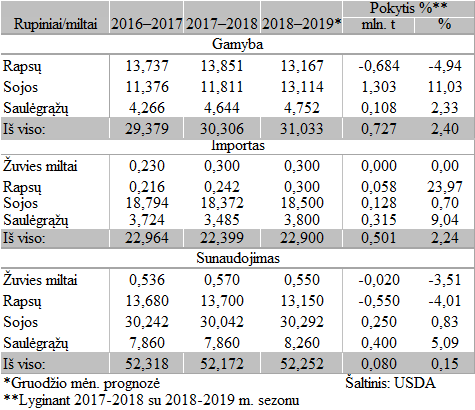 Rupiniai/miltai 2016–2017 2017–2018 2018–2019* Pokytis %**
mln. t %
Gamyba
Rapsų 13,737 13,851 13,167 -0,684 -4,94
Sojos 11,376 11,811 13,114 1,303 11,03
Saulėgrąžų 4,266 4,644 4,752 0,108 2,33
Iš viso: 29,379 30,306 31,033 0,727 2,40
Importas
Žuvies miltai 0,230 0,300 0,300 0,000 0,00
Rapsų 0,216 0,242 0,300 0,058 23,97
Sojos 18,794 18,372 18,500 0,128 0,70
Saulėgrąžų 3,724 3,485 3,800 0,315 9,04
Iš viso: 22,964 22,399 22,900 0,501 2,24
Sunaudojimas
Žuvies miltai 0,536 0,570 0,550 -0,020 -3,51
Rapsų 13,680 13,700 13,150 -0,550 -4,01
Sojos 30,242 30,042 30,292 0,250 0,83
Saulėgrąžų 7,860 7,860 8,260 0,400 5,09
Iš viso: 52,318 52,172 52,252 0,080 0,15
*Gruodžio mėn. prognozė Šaltinis: USDA
**Lyginant 2017-2018 su 2018-2019 m. sezonu